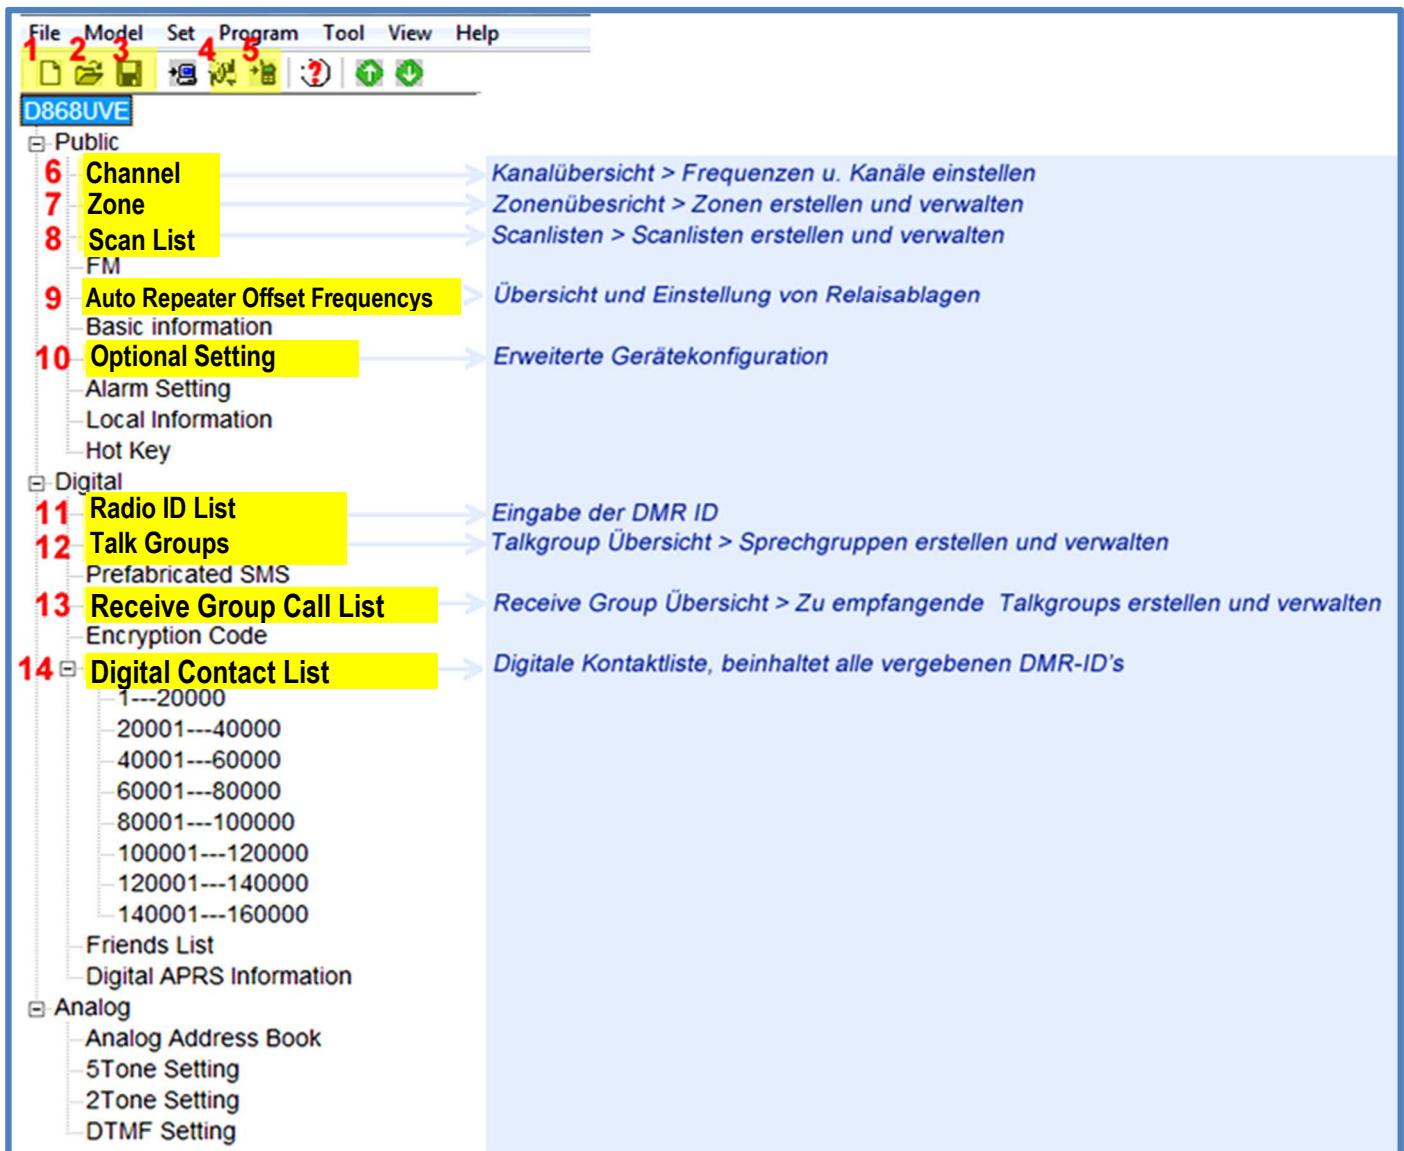 File Model Set Program Tool View Help
1 2 3 4 5
?
D868UVE
Public
6 Channel Kanalübersicht > Frequenzen u. Kanäle einstellen
7 Zone Zonenübesricht > Zonen erstellen und verwalten
8 Scan List Scanlisten > Scanlisten erstellen und verwalten
FM
9 Auto Repeater Offset Frequencys Übersicht und Einstellung von Relaisablagen
Basic information
10 Optional Setting Erweiterte Gerätekonfiguration
Alarm Setting
Local Information
Hot Key
Digital
11 Radio ID List Eingabe der DMR ID
12 Talk Groups Talkgroup Übersicht > Sprechgruppen erstellen und verwalten
Prefabricated SMS
13 Receive Group Call List Receive Group Übersicht > Zu empfangende Talkgroups erstellen und verwalten
Encryption Code
14 Digital Contact List Digitale Kontaktliste, beinhaltet alle vergebenen DMR-ID's
1---20000
20001---40000
40001---60000
60001---80000
80001---100000
100001---120000
120001---140000
140001---160000
Friends List
Digital APRS Information
Analog
Analog Address Book
5Tone Setting
2Tone Setting
DTMF Setting